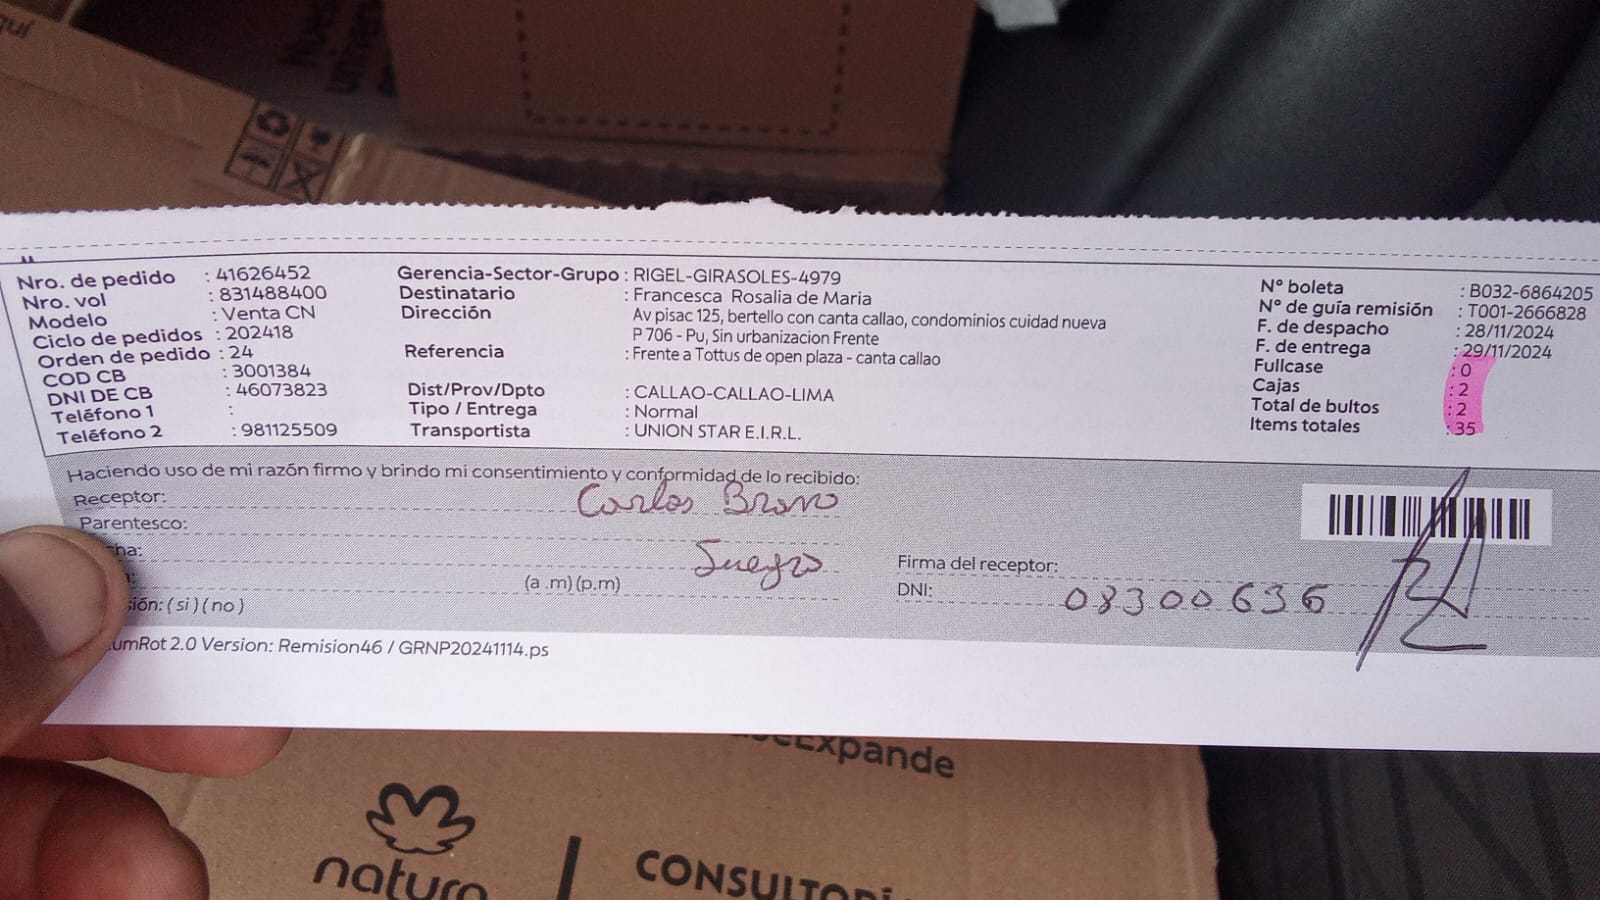 Nro. de pedido : 41626452
Nro. vol : 831488400
Modelo : Venta CN
Ciclo de pedidos : 202418
Orden de pedido : 24
COD CB : 3001384
DNI DE CB : 46073823
Teléfono 1 :
Teléfono 2 : 981125509
Gerencia-Sector-Grupo : RIGEL-GIRASOLES-4979
Destinatario : Francesca Rosalia de Maria
Dirección : Av pisac 125, bertello con canta callao, condominios cuidad nueva
P 706 - Pu, Sin urbanizacion Frente
Referencia : Frente a Tottus de open plaza - canta callao
Dist/Prov/Dpto : CALLAO-CALLAO-LIMA
Tipo / Entrega : Normal
Transportista : UNION STAR E.I.R.L.
N° boleta : B032-6864205
N° de guía remisión : T001-2666828
F. de despacho : 28/11/2024
F. de entrega : 29/11/2024
Fullcase : 0
Cajas : 2
Total de bultos : 2
Items totales : 35
Haciendo uso de mi razón firmo y brindo mi consentimiento y conformidad de lo recibido:
Receptor: Carlos Bravo
Parentesco:
Suegro
(a .m) (p.m)
( si ) ( no )
Firma del receptor:
DNI: 08300636
2.0 Version: Remision46 / GRNP20241114.ps
Expande
natura